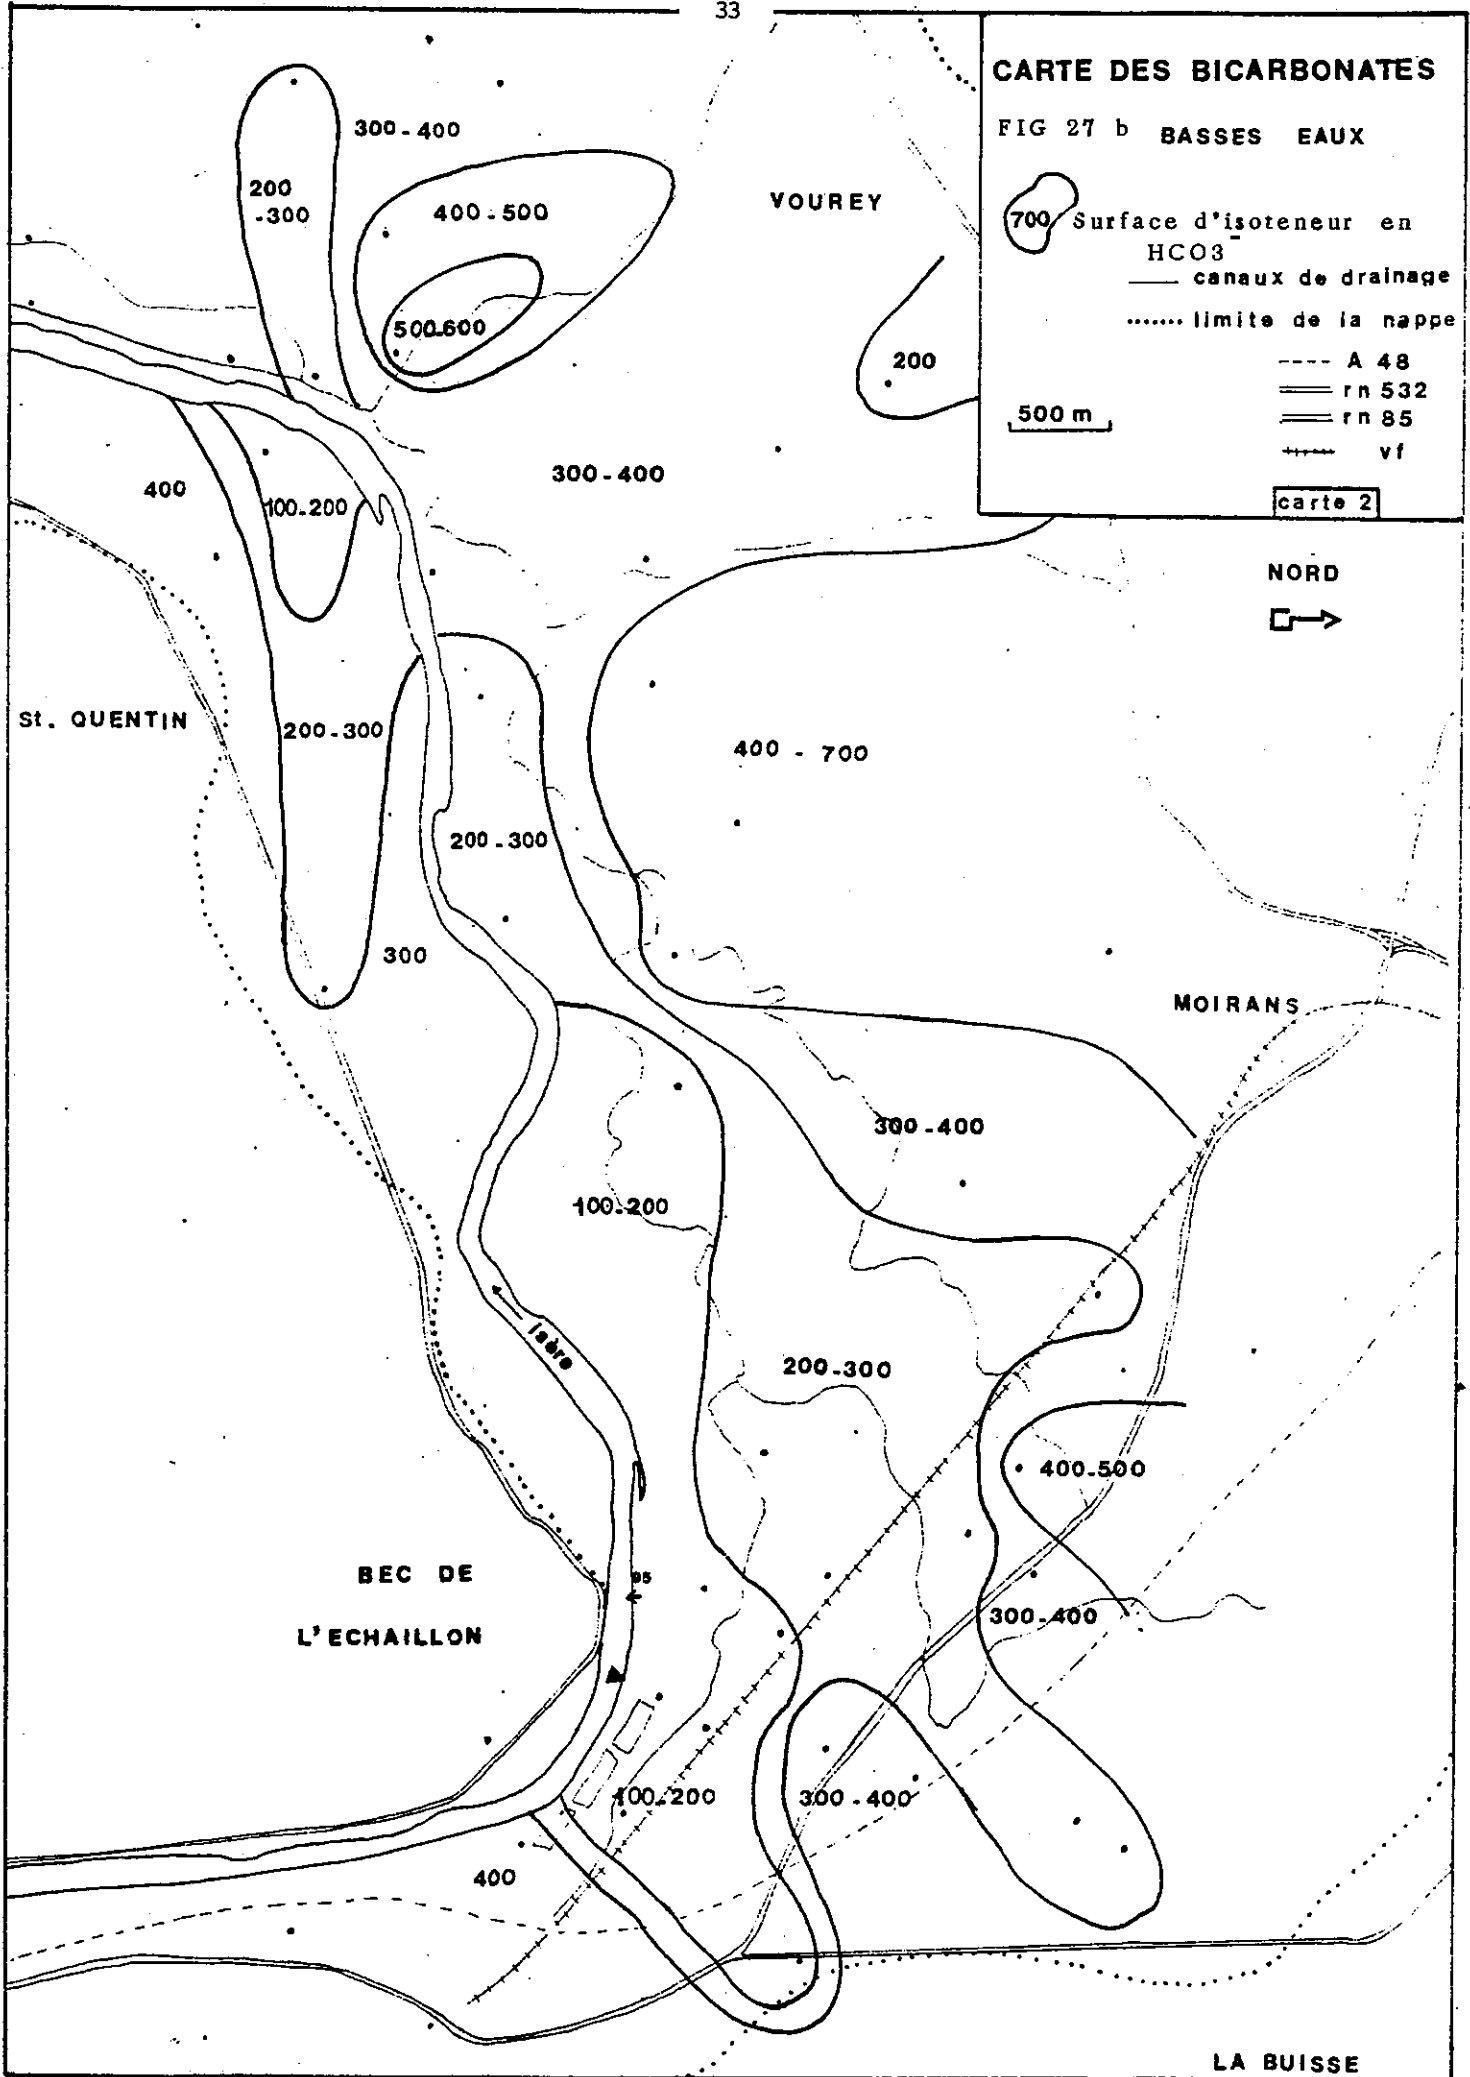 33
CARTE DES BICARBONATES
FIG 27 b BASSES EAUX
700 Surface d'isoteneur en
HCO3-
canaux de drainage
limite de la nappe
A 48
rn 532
rn 85
vf
500 m
carte 2
NORD
300-400
200
-300
400-500
VOUREY
500-600
200
400
100-200
300-400
St. QUENTIN
200-300
400 - 700
200-300
300
MOIRANS
300-400
100-200
Isère
200-300
400-500
BEC DE
L'ECHAILLON
95
300-400
100-200
300-400
400
LA BUISSE